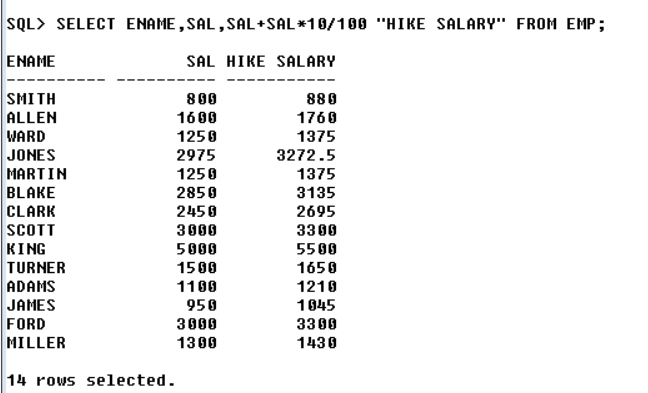 SQL> SELECT ENAME,SAL,SAL+SAL*10/100 "HIKE SALARY" FROM EMP;
ENAME SAL HIKE SALARY
---------- ---------- -----------
SMITH 800 880
ALLEN 1600 1760
WARD 1250 1375
JONES 2975 3272.5
MARTIN 1250 1375
BLAKE 2850 3135
CLARK 2450 2695
SCOTT 3000 3300
KING 5000 5500
TURNER 1500 1650
ADAMS 1100 1210
JAMES 950 1045
FORD 3000 3300
MILLER 1300 1430
14 rows selected.